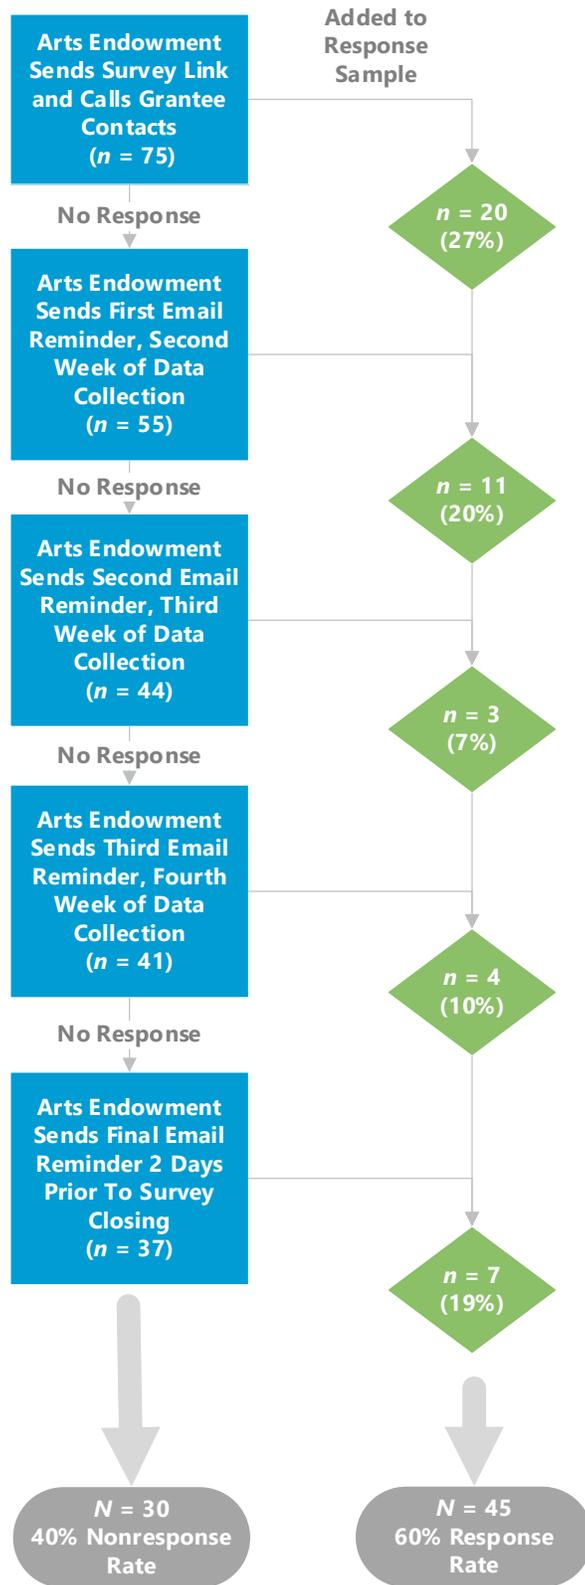 Arts Endowment
Sends Survey Link
and Calls Grantee
Contacts
(n = 75)
Added to
Response
Sample
n = 20
(27%)
No Response
Arts Endowment
Sends First Email
Reminder, Second
Week of Data
Collection
(n = 55)
n = 11
(20%)
No Response
Arts Endowment
Sends Second Email
Reminder, Third
Week of Data
Collection
(n = 44)
n = 3
(7%)
No Response
Arts Endowment
Sends Third Email
Reminder, Fourth
Week of Data
Collection
(n = 41)
n = 4
(10%)
No Response
Arts Endowment
Sends Final Email
Reminder 2 Days
Prior To Survey
Closing
(n = 37)
n = 7
(19%)
N = 30
40% Nonresponse
Rate
N = 45
60% Response
Rate